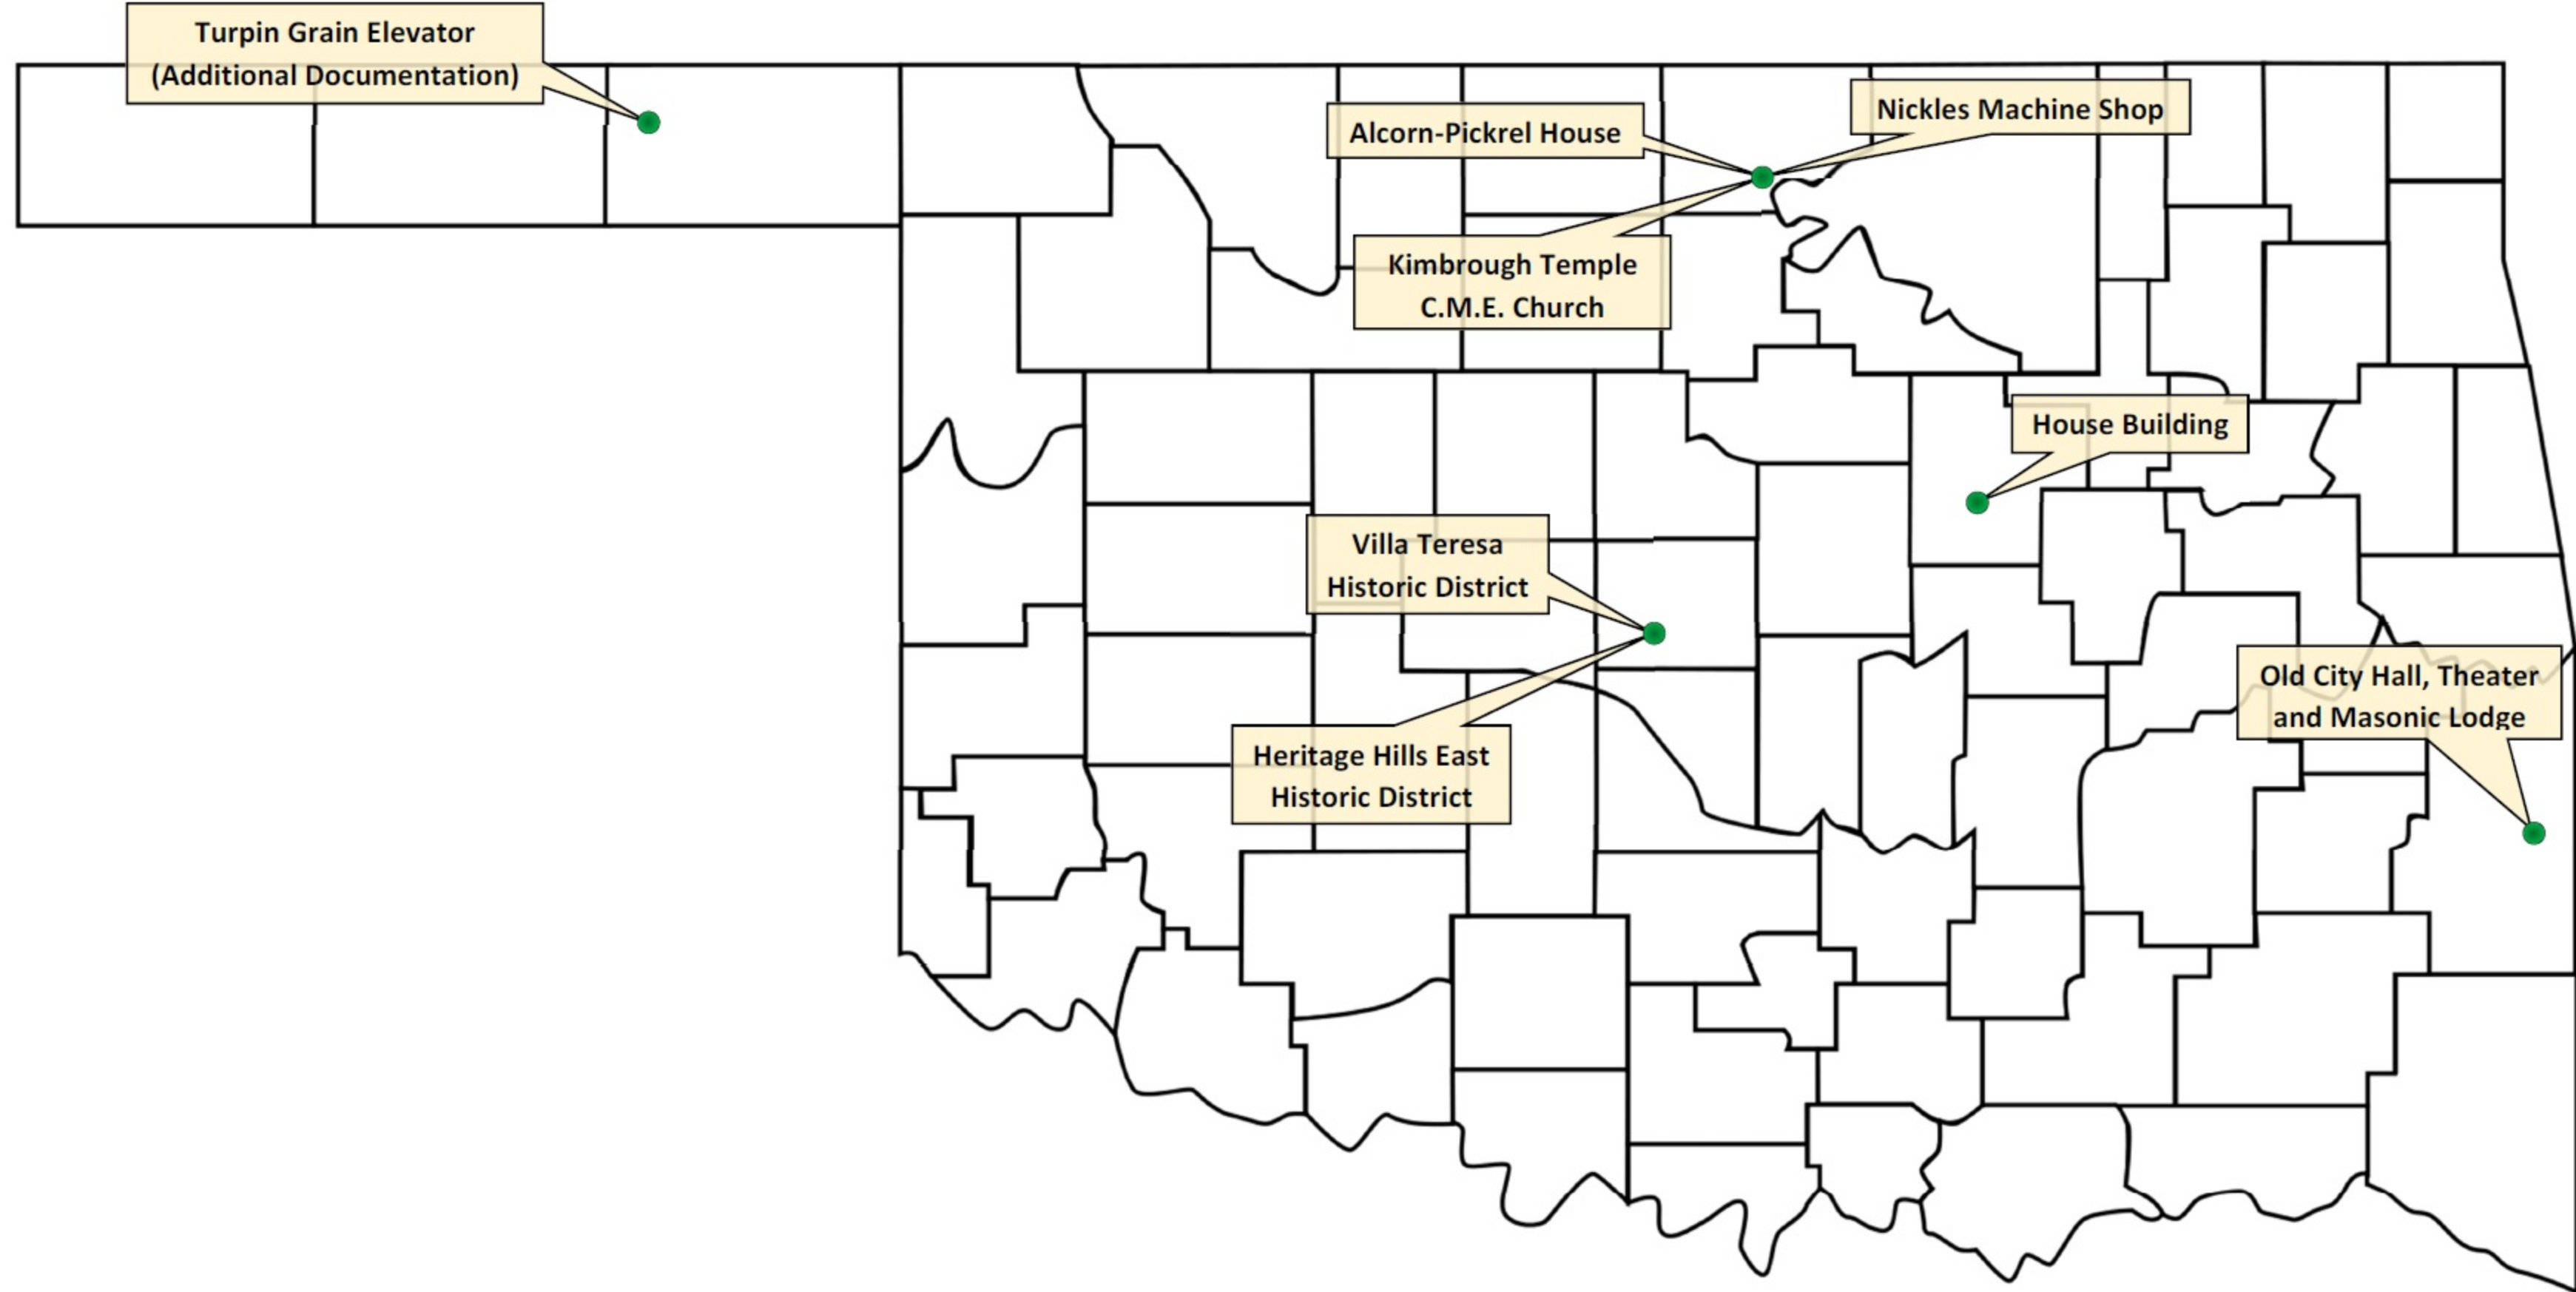 Turpin Grain Elevator
(Additional Documentation)
Nickles Machine Shop
Alcorn-Pickrel House
Kimbrough Temple
C.M.E. Church
House Building
Villa Teresa
Historic District
Old City Hall, Theater
and Masonic Lodge
Heritage Hills East
Historic District